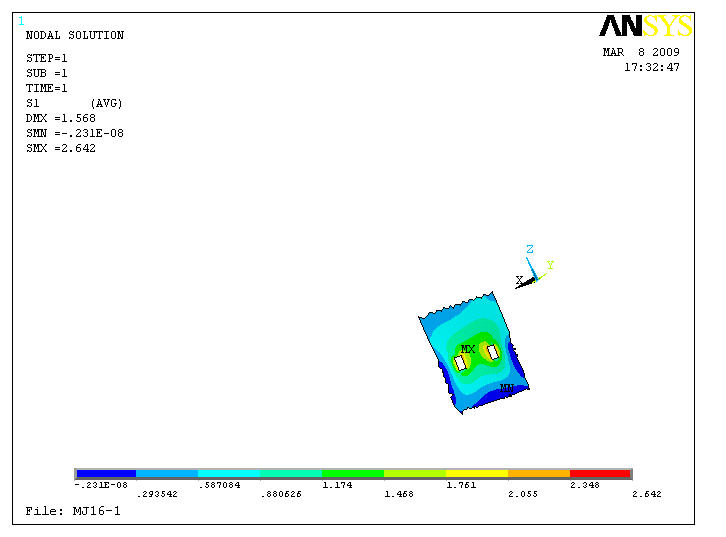 1
NODAL SOLUTION
ANSYS
MAR 8 2009
17:32:47
STEP=1
SUB =1
TIME=1
S1 (AVG)
DMX =1.568
SMN =-.231E-08
SMX =2.642
Z
Y
X
MX
MN
-.231E-08 .587084 1.174 1.761 2.348
.293542 .880626 1.468 2.055 2.642
File: MJ16-1